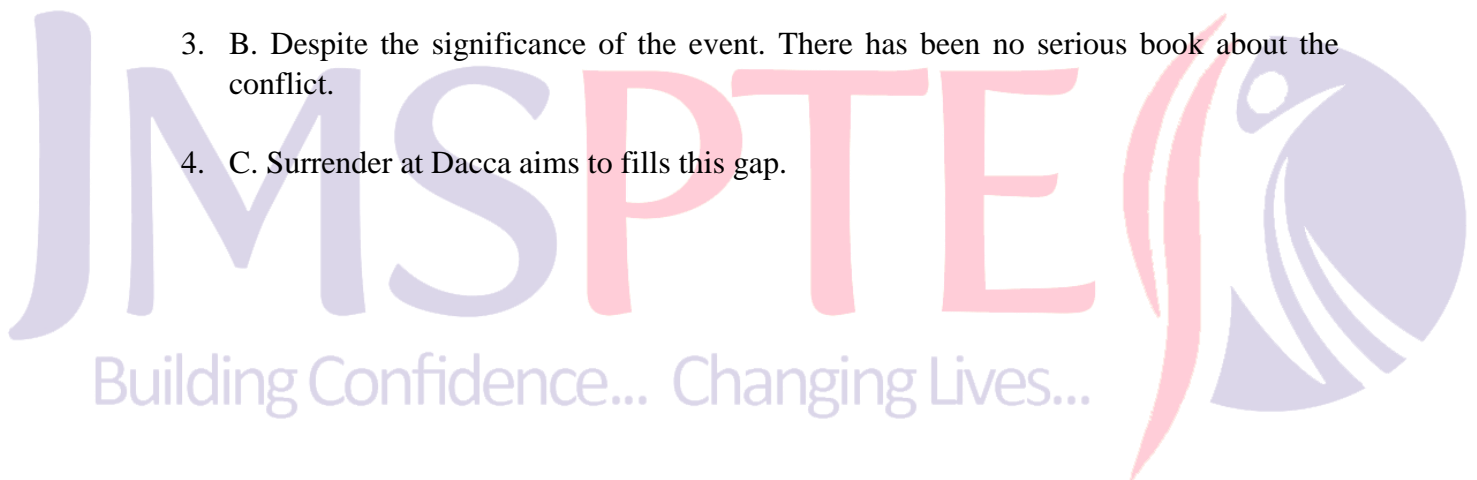 3. B. Despite the significance of the event. There has been no serious book about the
conflict.
4. C. Surrender at Dacca aims to fills this gap.
JMSPTE
Building Confidence... Changing Lives...